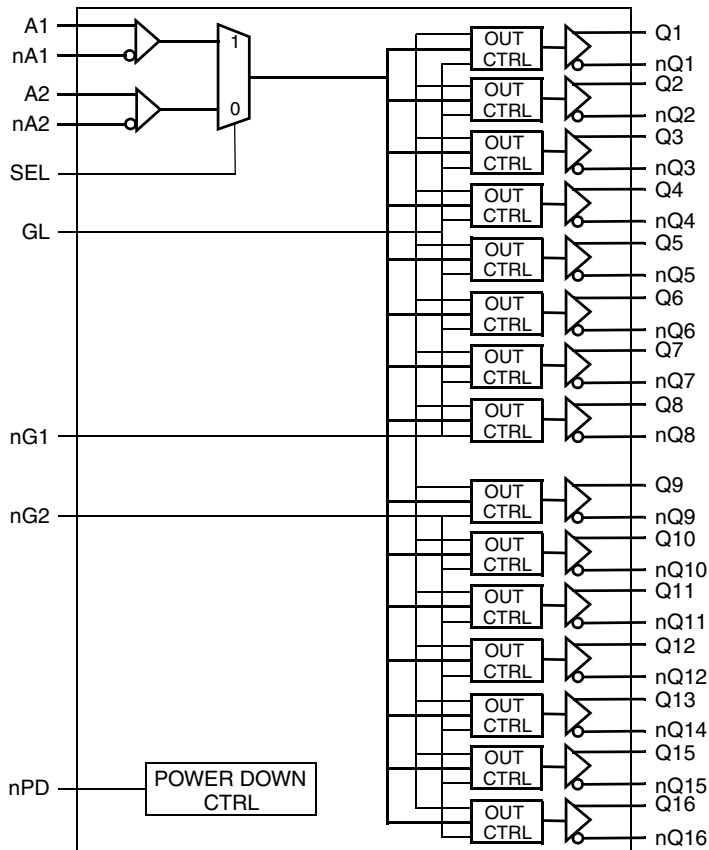 A1
nA1
A2
nA2
SEL
GL
nG1
nG2
nPD
1
0
POWER DOWN
CTRL
OUT
CTRL
Q1
nQ1
OUT
CTRL
Q2
nQ2
OUT
CTRL
Q3
nQ3
OUT
CTRL
Q4
nQ4
OUT
CTRL
Q5
nQ5
OUT
CTRL
Q6
nQ6
OUT
CTRL
Q7
nQ7
OUT
CTRL
Q8
nQ8
OUT
CTRL
Q9
nQ9
OUT
CTRL
Q10
nQ10
OUT
CTRL
Q11
nQ11
OUT
CTRL
Q12
nQ12
OUT
CTRL
Q13
nQ14
OUT
CTRL
Q15
nQ15
OUT
CTRL
Q16
nQ16